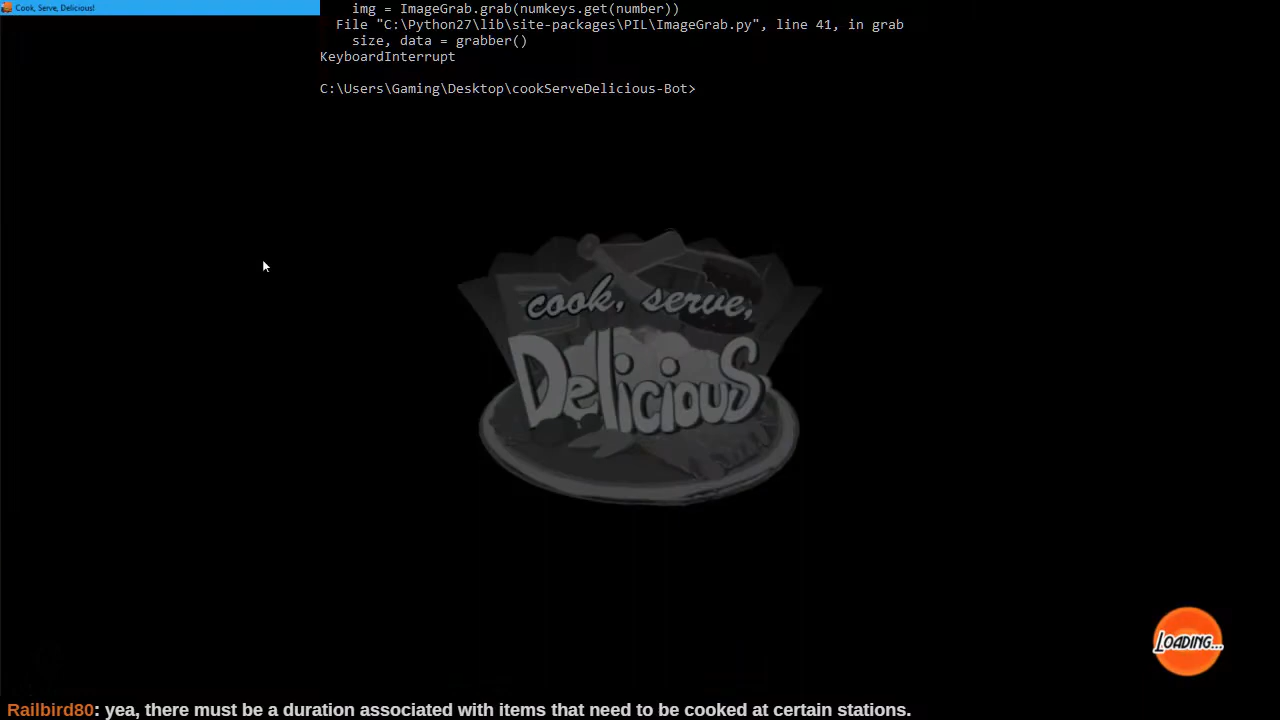 Cook, Serve, Delicious!
img = ImageGrab.grab(numkeys.get(number))
File "C:\Python27\lib\site-packages\PIL\ImageGrab.py", line 41, in grab
size, data = grabber()
KeyboardInterrupt
C:\Users\Gaming\Desktop\cookServeDelicious-Bot>
cook, serve,
Delicious
LOADING...
Railbird80: yea, there must be a duration associated with items that need to be cooked at certain stations.